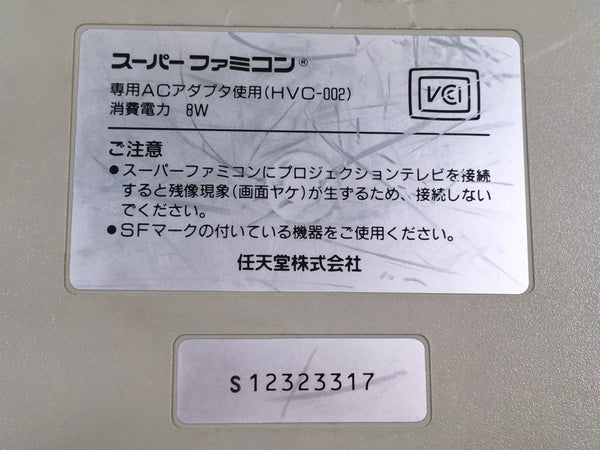 スーパーファミコン®
専用ACアダプタ使用(HVC-002)
消費電力 8W
VCCI
ご注意
●スーパーファミコンにプロジェクションテレビを接続
すると残像現象(画面ヤケ)が生ずるため、接続しない
でください。
●SFマークの付いている機器をご使用ください。
任天堂株式会社
S12323317